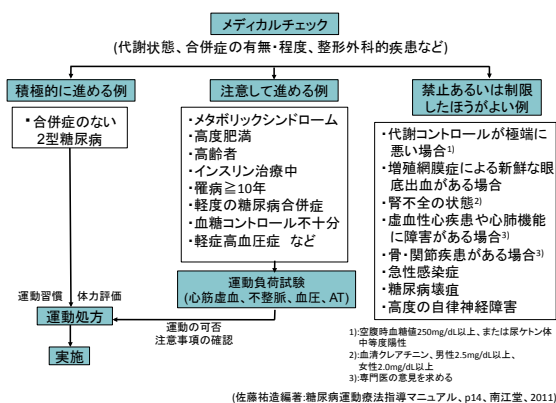 メディカルチェック
(代謝状態、合併症の有無・程度、整形外科的疾患など)
積極的に進める例
・合併症のない
2型糖尿病
注意して進める例
・メタボリックシンドローム
・高度肥満
・高齢者
・インスリン治療中
・罹病≧10年
・軽度の糖尿病合併症
・血糖コントロール不十分
・軽症高血圧症 など
禁止あるいは制限
したほうがよい例
・代謝コントロールが極端に
悪い場合1)
・増殖網膜症による新鮮な眼
底出血がある場合
・腎不全の状態2)
・虚血性心疾患や心肺機能
に障害がある場合3)
・骨・関節疾患がある場合3)
・急性感染症
・糖尿病壊疽
・高度の自律神経障害
運動負荷試験
(心筋虚血、不整脈、血圧、AT)
運動習慣 体力評価
運動処方
運動の可否
注意事項の確認
実施
1):空腹時血糖値250mg/dL以上、または尿ケトン体
中等度陽性
2):血清クレアチニン、男性2.5mg/dL以上、
女性2.0mg/dL以上
3):専門医の意見を求める
(佐藤祐造編著:糖尿病運動療法指導マニュアル、p14、南江堂、2011)